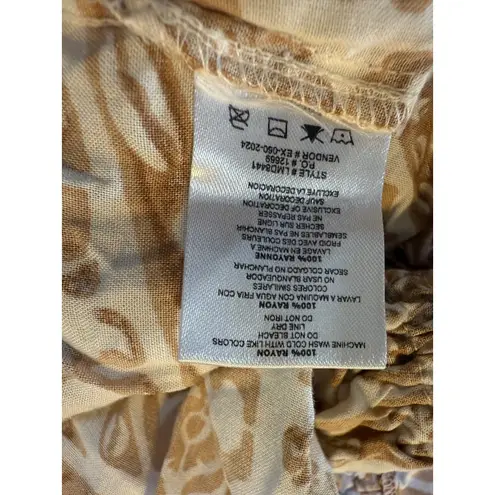 100% RAYON
MACHINE WASH COLD WITH LIKE COLORS
DO NOT BLEACH
LINE DRY
DO NOT IRON
100% RAYON
LAVAR A MAQUINA CON AGUA FRIA CON
COLORES SIMILARES
NO USAR BLANQUEADOR
SECAR COLGADO NO PLANCHAR
100% RAYONNE
LAVAGE EN MACHINE A
FROID AVEC DES COULEURS
SEMBLABLES NE PAS BLANCHIR
SECHER SUR LIGNE
NE PAS REPASSER
EXCLUSIVE OF DECORATION
SAUF DECORATION
EXCLUYE LA DECORACION
STYLE # LMD8441
P.O. # 12669
VENDOR # EX-050-2024